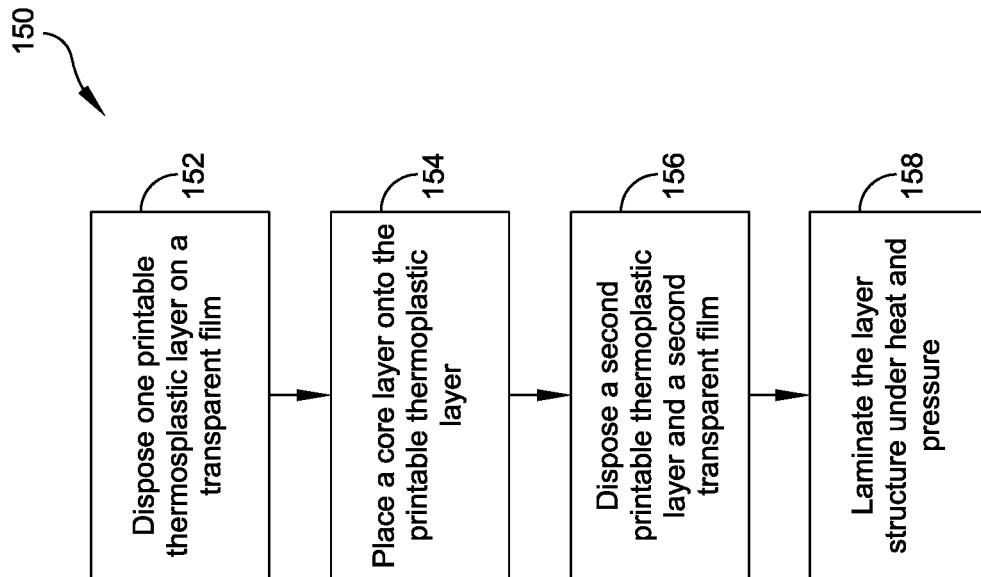 150
Dispose one printable
thermosplastic layer on a
transparent film
152
Place a core layer onto the
printable thermoplastic
layer
154
Dispose a second
printable thermoplastic
layer and a second
transparent film
156
Laminate the layer
structure under heat and
pressure
158